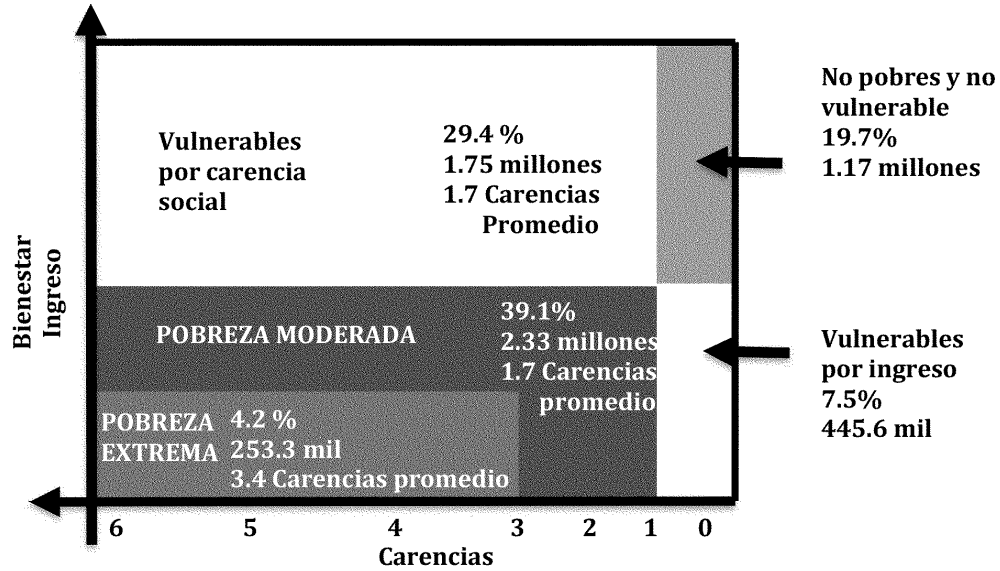 No pobres y no
vulnerable
19.7%
1.17 millones
Vulnerables
por carencia
social
29.4 %
1.75 millones
1.7 Carencias
Promedio
Bienestar
Ingreso
POBREZA MODERADA
39.1%
2.33 millones
1.7 Carencias
promedio
Vulnerables
por ingreso
7.5%
445.6 mil
POBREZA
EXTREMA
4.2 %
253.3 mil
3.4 Carencias promedio
6 5 4 3 2 1 0
Carencias